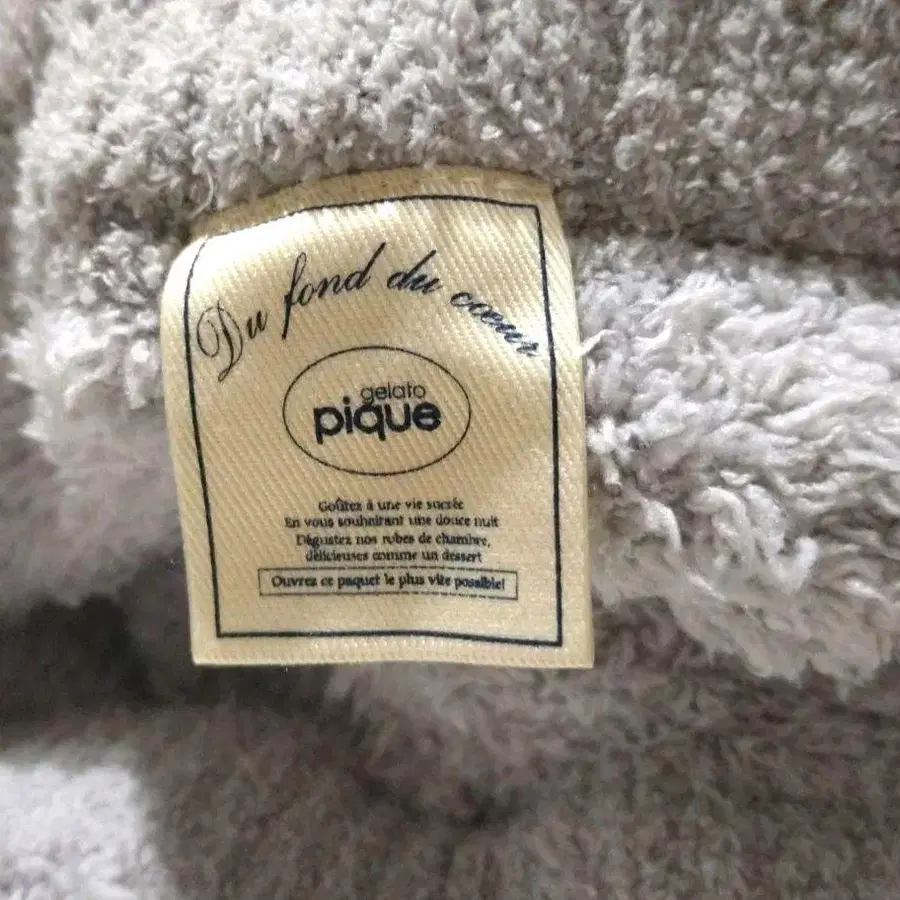 Du fond du cœur
gelato
pique
Goûtez à une vie sucrée
En vous souhaitant une douce nuit
Dégustez nos robes de chambre,
délicieuses comme un dessert
Ouvrez ce paquet le plus vite possible!